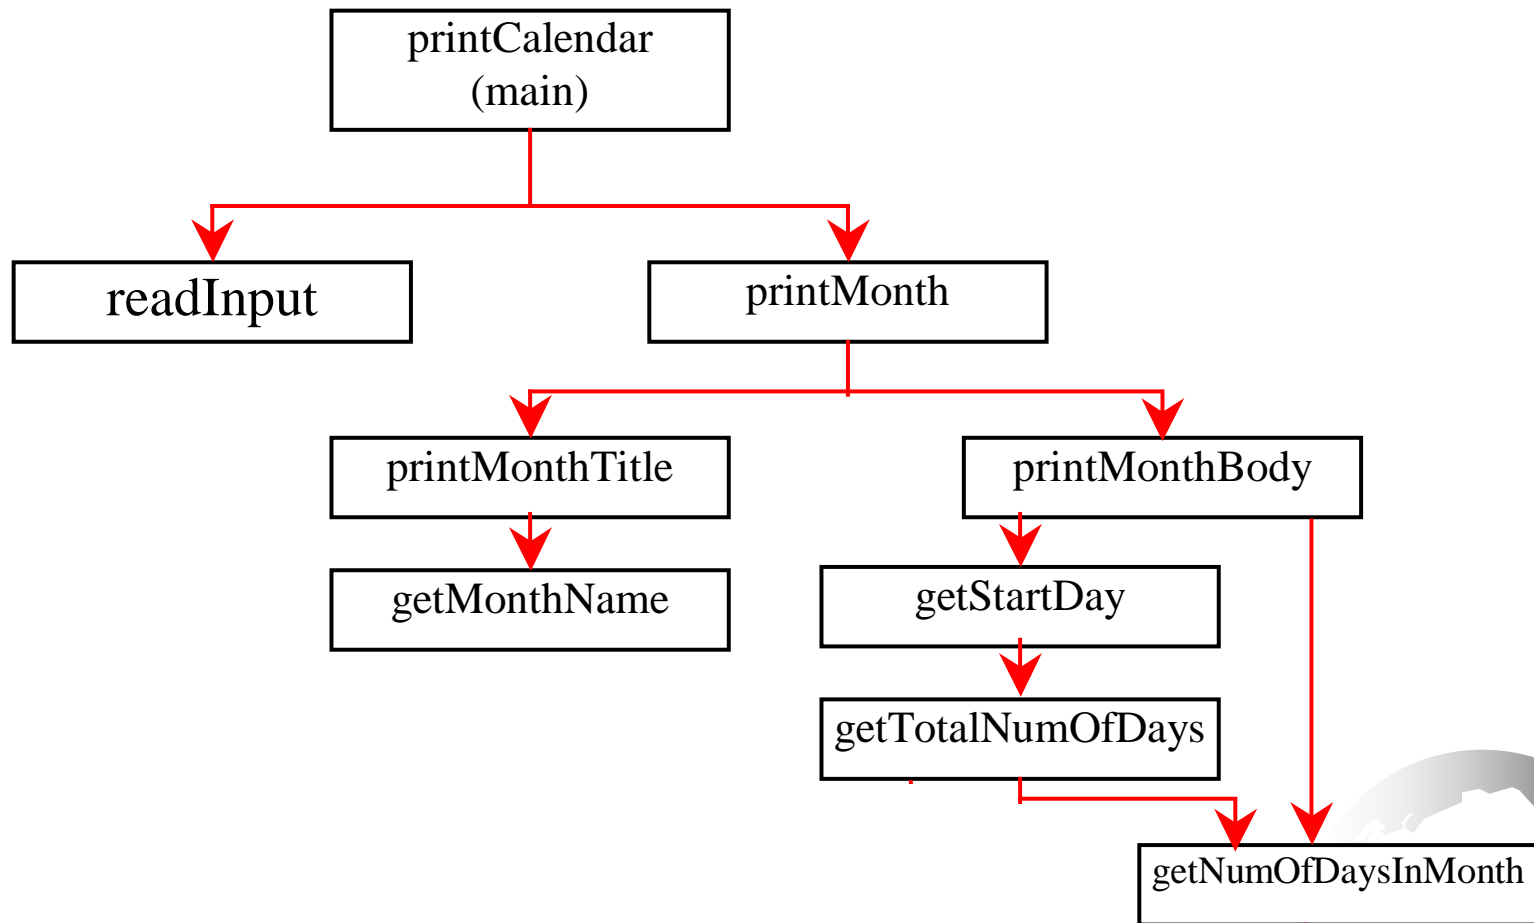 printCalendar
(main)
readInput
printMonth
printMonthTitle
printMonthBody
getMonthName
getStartDay
getTotalNumOfDays
getNumOfDaysInMonth